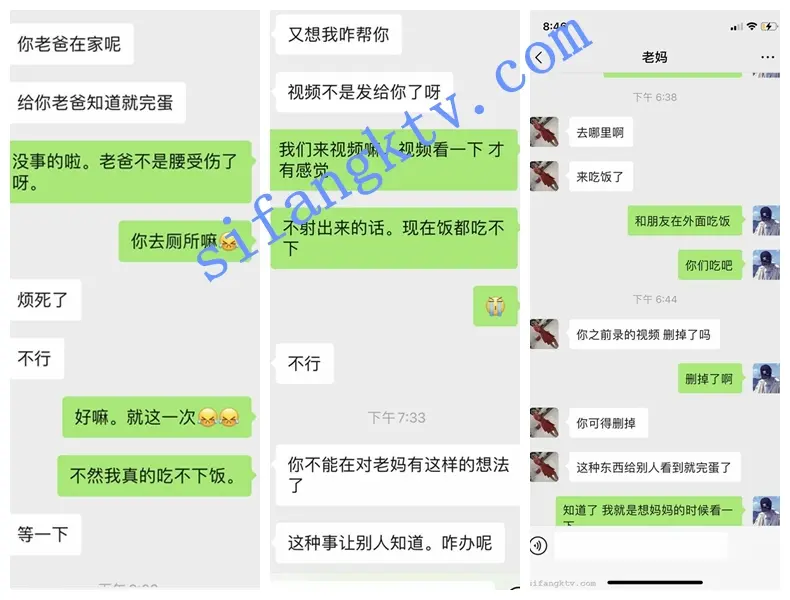 你老爸在家呢
给你老爸知道就完蛋
没事的啦。老爸不是腰受伤了
呀。
你去厕所嘛
烦死了
不行
好嘛。就这一次
不然我真的吃不下饭。
等一下
又想我咋帮你
视频不是发给你了呀
我们来视频嘛。视频看一下 才
有感觉
不射出来的话。现在饭都吃不
下
不行
下午7:33
你不能在对老妈有这样的想法
了
这种事让别人知道。咋办呢
8:46
老妈
下午 6:38
去哪里啊
来吃饭了
和朋友在外面吃饭
你们吃吧
下午 6:44
你之前录的视频 删掉了吗
删掉了啊
你可得删掉
这种东西给别人看到就完蛋了
知道了 我就是想妈妈的时候看一
下
sifangktv.com
sifangktv.com